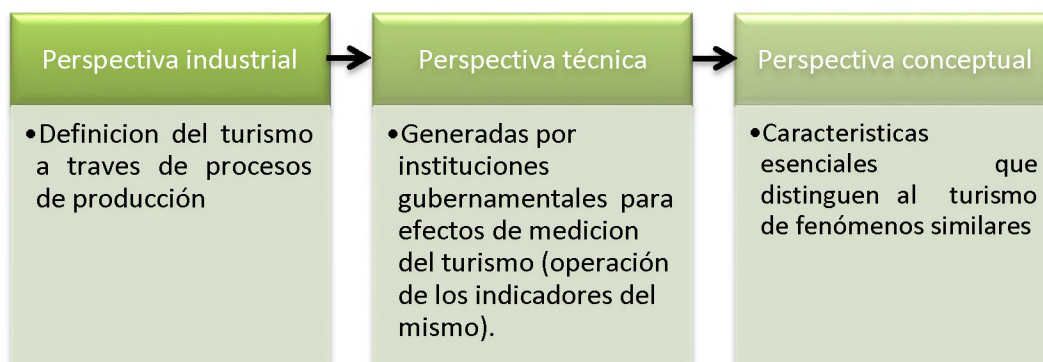 Perspectiva industrial
•Definicion del turismo
a traves de procesos
de producción
Perspectiva técnica
•Generadas por
instituciones
gubernamentales para
efectos de medicion
del turismo (operación
de los indicadores del
mismo).
Perspectiva conceptual
•Caracteristicas
esenciales que
distinguen al turismo
de fenómenos similares